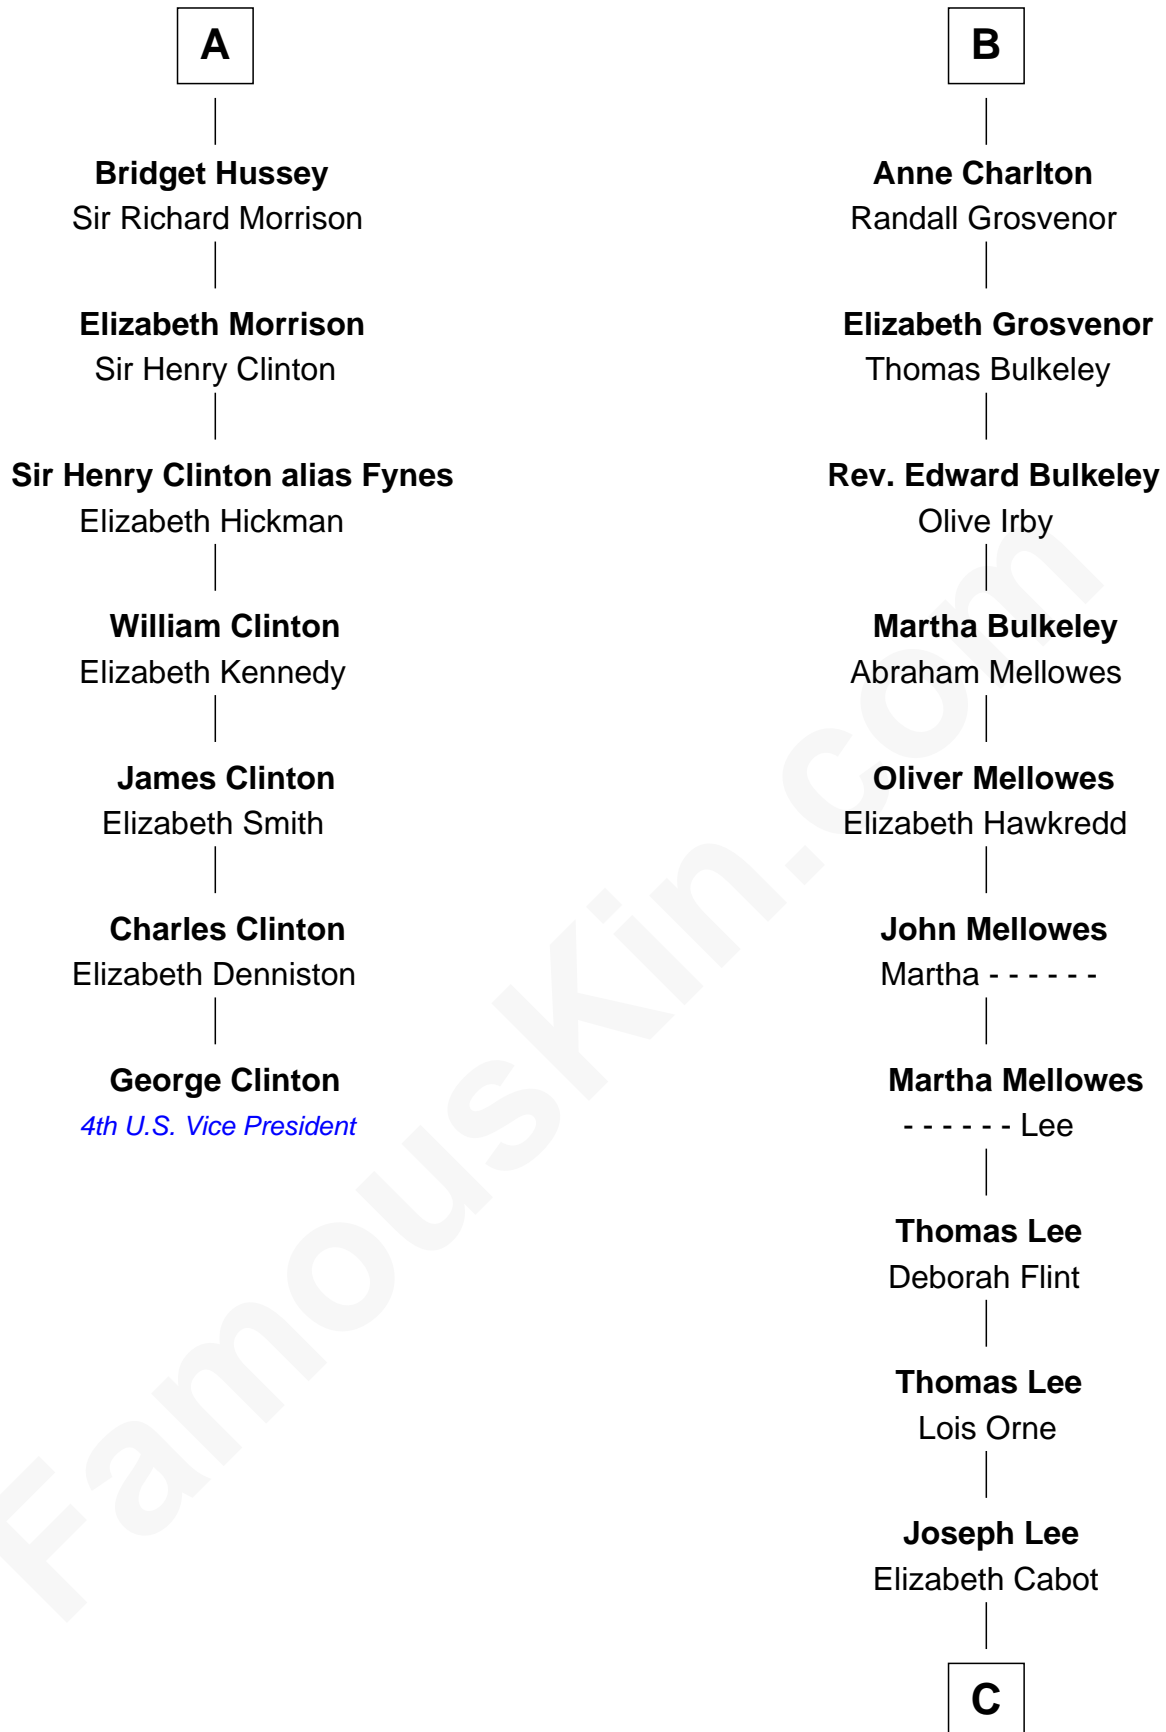 A
Bridget Hussey
Sir Richard Morrison
Elizabeth Morrison
Sir Henry Clinton
Sir Henry Clinton alias Fynes
Elizabeth Hickman
William Clinton
Elizabeth Kennedy
James Clinton
Elizabeth Smith
Charles Clinton
Elizabeth Denniston
George Clinton
4th U.S. Vice President
B
Anne Charlton
Randall Grosvenor
Elizabeth Grosvenor
Thomas Bulkeley
Rev. Edward Bulkeley
Olive Irby
Martha Bulkeley
Abraham Mellowes
Oliver Mellowes
Elizabeth Hawkredd
John Mellowes
Martha - - - - - -
Martha Mellowes
- - - - - - Lee
Thomas Lee
Deborah Flint
Thomas Lee
Lois Orne
Joseph Lee
Elizabeth Cabot
C
FamousKin.com